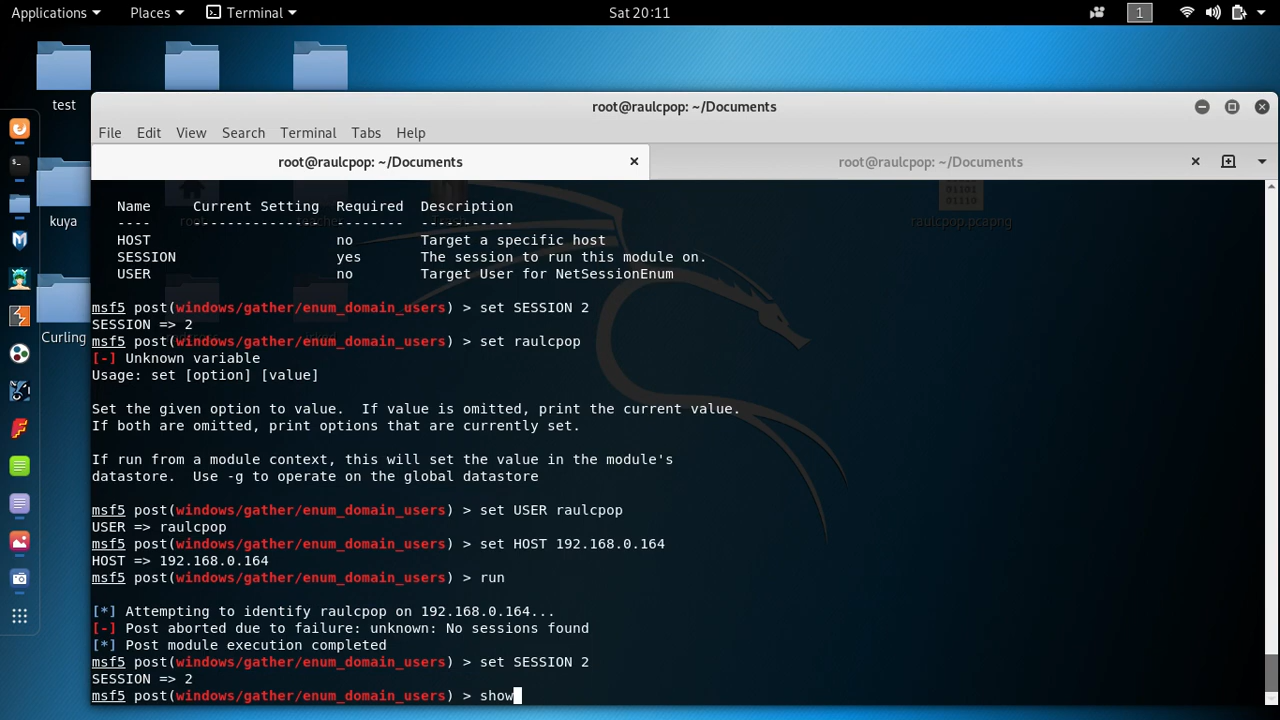 Applications Places Terminal Sat 20:11 1
test
root@raulcpop: ~/Documents
File Edit View Search Terminal Tabs Help
root@raulcpop: ~/Documents root@raulcpop: ~/Documents
kuya
Curling
root
raulcpop.pcapng
Name Current Setting Required Description
---- --------------- -------- -----------
HOST no Target a specific host
SESSION yes The session to run this module on.
USER no Target User for NetSessionEnum
msf5 post(windows/gather/enum_domain_users) > set SESSION 2
SESSION => 2
msf5 post(windows/gather/enum_domain_users) > set raulcpop
[-] Unknown variable
Usage: set [option] [value]
Set the given option to value. If value is omitted, print the current value.
If both are omitted, print options that are currently set.
If run from a module context, this will set the value in the module's
datastore. Use -g to operate on the global datastore
msf5 post(windows/gather/enum_domain_users) > set USER raulcpop
USER => raulcpop
msf5 post(windows/gather/enum_domain_users) > set HOST 192.168.0.164
HOST => 192.168.0.164
msf5 post(windows/gather/enum_domain_users) > run
[*] Attempting to identify raulcpop on 192.168.0.164...
[-] Post aborted due to failure: unknown: No sessions found
[*] Post module execution completed
msf5 post(windows/gather/enum_domain_users) > set SESSION 2
SESSION => 2
msf5 post(windows/gather/enum_domain_users) > show